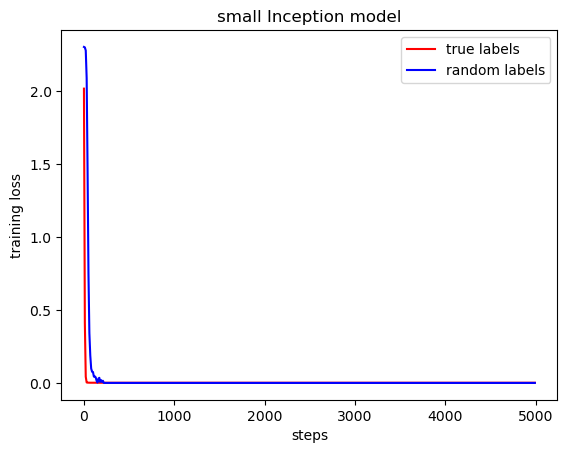 small Inception model
true labels
random labels
2.0
1.5
1.0
0.5
0.0
training loss
0
1000
2000
3000
4000
5000
steps